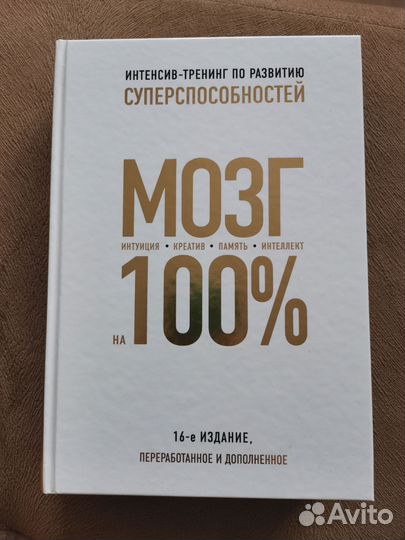 ИНТЕНСИВ-ТРЕНИНГ ПО РАЗВИТИЮ
СУПЕРСПОСОБНОСТЕЙ
МОЗГ
ИНТУИЦИЯ • КРЕАТИВ • ПАМЯТЬ • ИНТЕЛЛЕКТ
НА 100%
16-е ИЗДАНИЕ,
ПЕРЕРАБОТАННОЕ И ДОПОЛНЕННОЕ
Avito